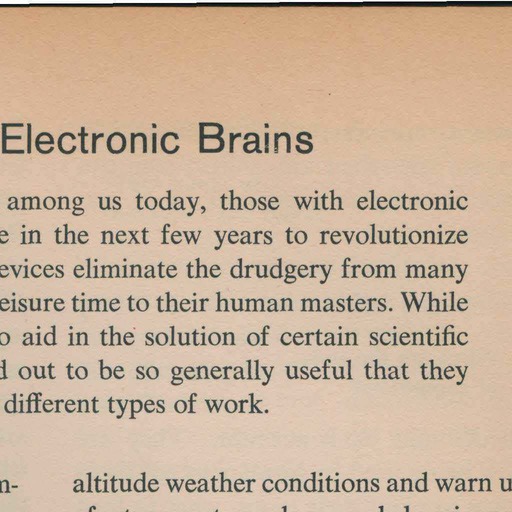 Electronic Brains
among us today, those with electronic
in the next few years to revolutionize
evices eliminate the drudgery from many
eisure time to their human masters. While
o aid in the solution of certain scientific
d out to be so generally useful that they
different types of work.
m- altitude weather conditions and warn u